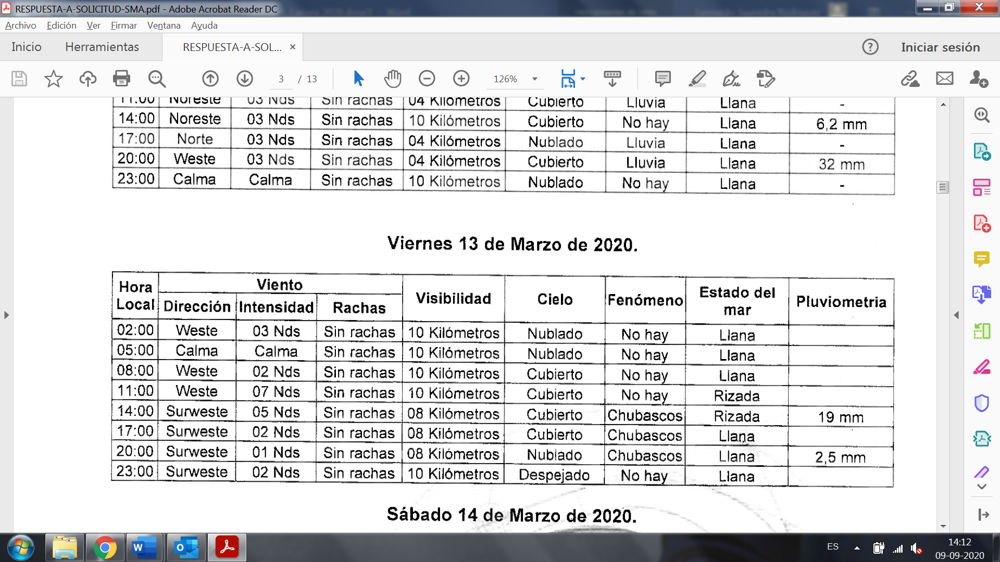 RESPUESTA-A-SOLICITUD-SMA.pdf - Adobe Acrobat Reader DC
Archivo Edición Ver Firmar Ventana Ayuda
Inicio Herramientas RESPUESTA-A-SOL... × ? Iniciar sesión
3 / 13 126%
11:00 Noreste 03 Nds Sin rachas 04 Kilómetros Cubierto Lluvia Llana -
14:00 Noreste 03 Nds Sin rachas 10 Kilómetros Cubierto No hay Llana 6,2 mm
17:00 Norte 03 Nds Sin rachas 04 Kilómetros Nublado Lluvia Llana -
20:00 Weste 03 Nds Sin rachas 04 Kilómetros Cubierto Lluvia Llana 32 mm
23:00 Calma Calma Sin rachas 10 Kilómetros Nublado No hay Llana -
Viernes 13 de Marzo de 2020.
Hora Local Viento Visibilidad Cielo Fenómeno Estado del mar Pluviometria
Dirección Intensidad Rachas
02:00 Weste 03 Nds Sin rachas 10 Kilómetros Nublado No hay Llana
05:00 Calma Calma Sin rachas 10 Kilómetros Nublado No hay Llana
08:00 Weste 02 Nds Sin rachas 10 Kilómetros Cubierto No hay Llana
11:00 Weste 07 Nds Sin rachas 10 Kilómetros Cubierto No hay Rizada
14:00 Surweste 05 Nds Sin rachas 08 Kilómetros Cubierto Chubascos Rizada 19 mm
17:00 Surweste 02 Nds Sin rachas 08 Kilómetros Cubierto Chubascos Llana
20:00 Surweste 01 Nds Sin rachas 08 Kilómetros Nublado Chubascos Llana 2,5 mm
23:00 Surweste 02 Nds Sin rachas 10 Kilómetros Despejado No hay Llana
Sábado 14 de Marzo de 2020.
ES 14:12
09-09-2020